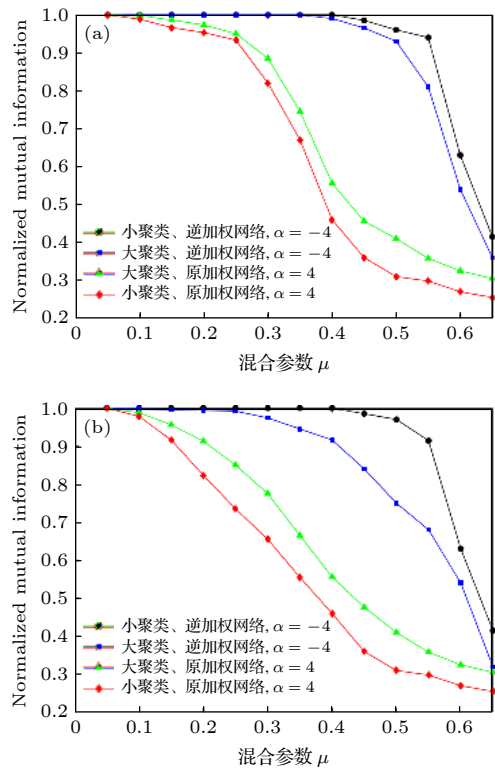 (a)
Normalized mutual information
1.0
0.9
0.8
0.7
0.6
0.5
0.4
0.3
0.2
小聚类、逆加权网络, α = −4
大聚类、逆加权网络, α = −4
大聚类、原加权网络, α = 4
小聚类、原加权网络, α = 4
0 0.1 0.2 0.3 0.4 0.5 0.6
混合参数 μ
(b)
Normalized mutual information
1.0
0.9
0.8
0.7
0.6
0.5
0.4
0.3
0.2
小聚类、逆加权网络, α = −4
大聚类、逆加权网络, α = −4
大聚类、原加权网络, α = 4
小聚类、原加权网络, α = 4
0 0.1 0.2 0.3 0.4 0.5 0.6
混合参数 μ